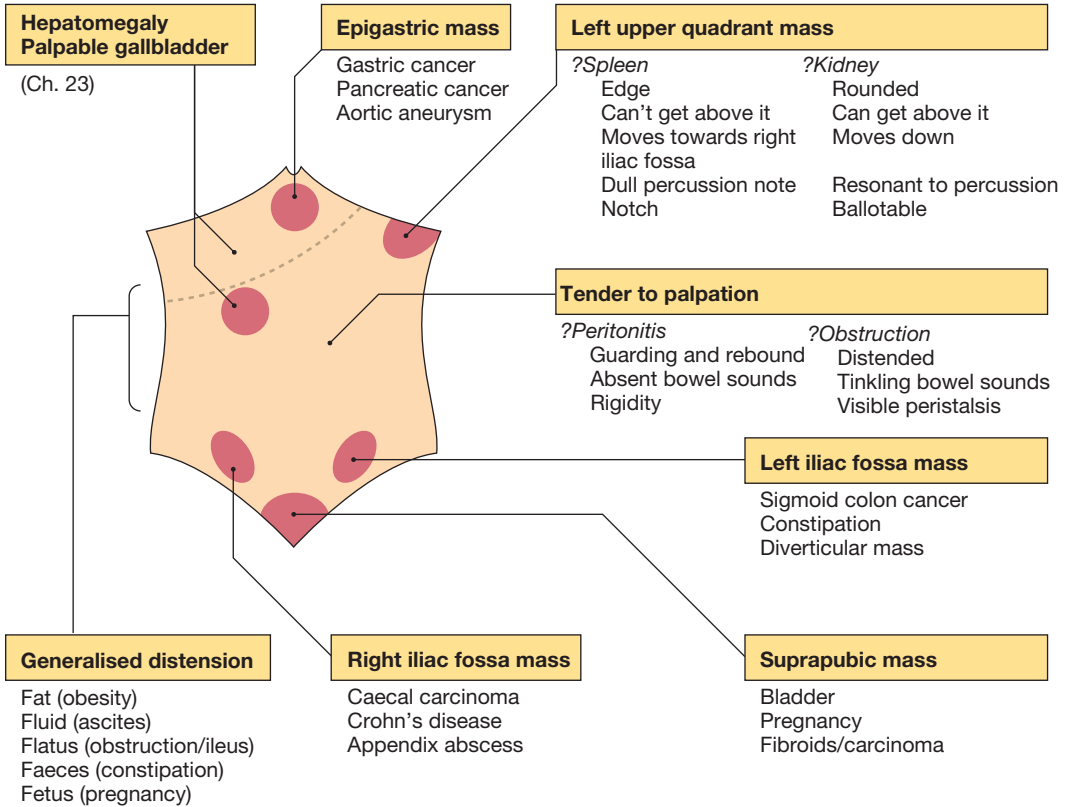 Hepatomegaly
Palpable gallbladder
(Ch. 23)
Epigastric mass
Gastric cancer
Pancreatic cancer
Aortic aneurysm
Left upper quadrant mass
?Spleen
Edge
Can't get above it
Moves towards right
iliac fossa
Dull percussion note
Notch
?Kidney
Rounded
Can get above it
Moves down
Resonant to percussion
Ballotable
Tender to palpation
?Peritonitis
Guarding and rebound
Absent bowel sounds
Rigidity
?Obstruction
Distended
Tinkling bowel sounds
Visible peristalsis
Left iliac fossa mass
Sigmoid colon cancer
Constipation
Diverticular mass
Generalised distension
Fat (obesity)
Fluid (ascites)
Flatus (obstruction/ileus)
Faeces (constipation)
Fetus (pregnancy)
Right iliac fossa mass
Caecal carcinoma
Crohn's disease
Appendix abscess
Suprapubic mass
Bladder
Pregnancy
Fibroids/carcinoma